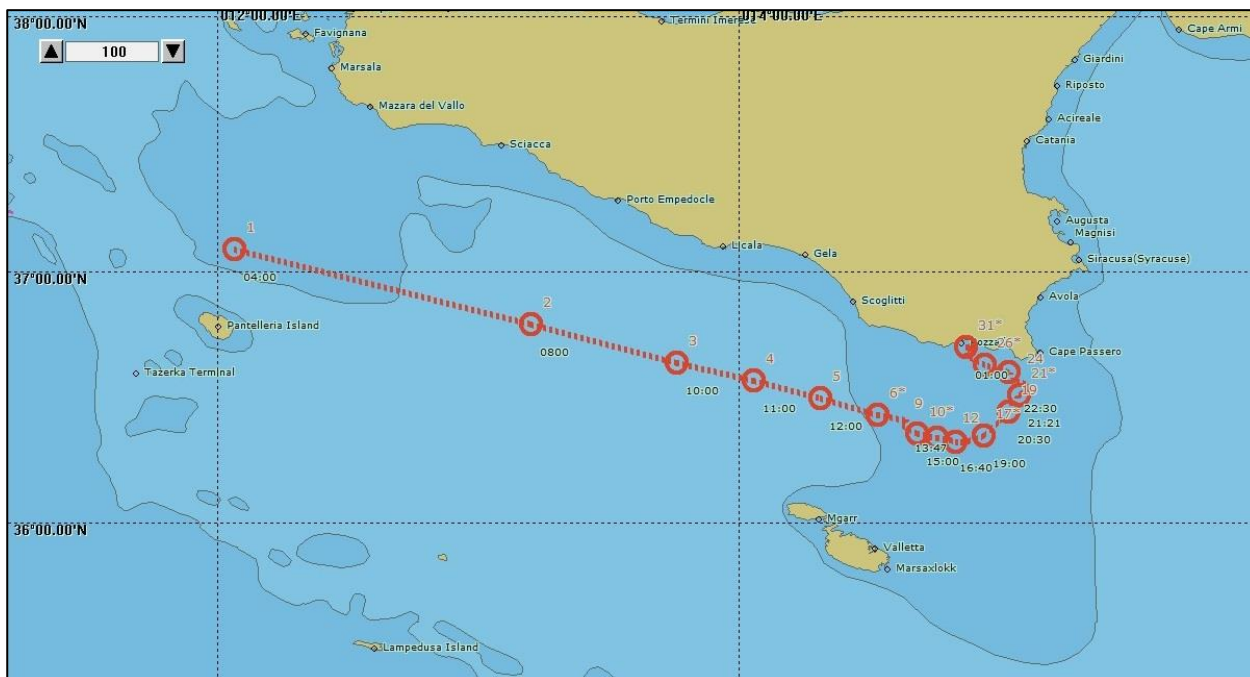 38°00.00'N
012°00.00'E
014°00.00'E
Termini Imerese
Cape Armi
100
Favignana
Giardini
Marsala
Riposto
Mazara del Vallo
Acireale
Catania
Sciacca
Porto Empedocle
Augusta
1
Magnisi
Licala
Gela
Siracusa(Syracuse)
37°00.00'N
04:00
Scoglitti
Avola
2
Pantelleria Island
31*
Pozza
26*
3
Cape Passero
0800
24
4
01:00
21*
Tazerka Terminal
5
10:00
19
6*
11:00
22:30
9
10*
12
17*
21:21
12:00
20:30
13:47
15:00
16:40
19:00
36°00.00'N
Mgarr
Valletta
Marsaxlokk
Lampedusa Island